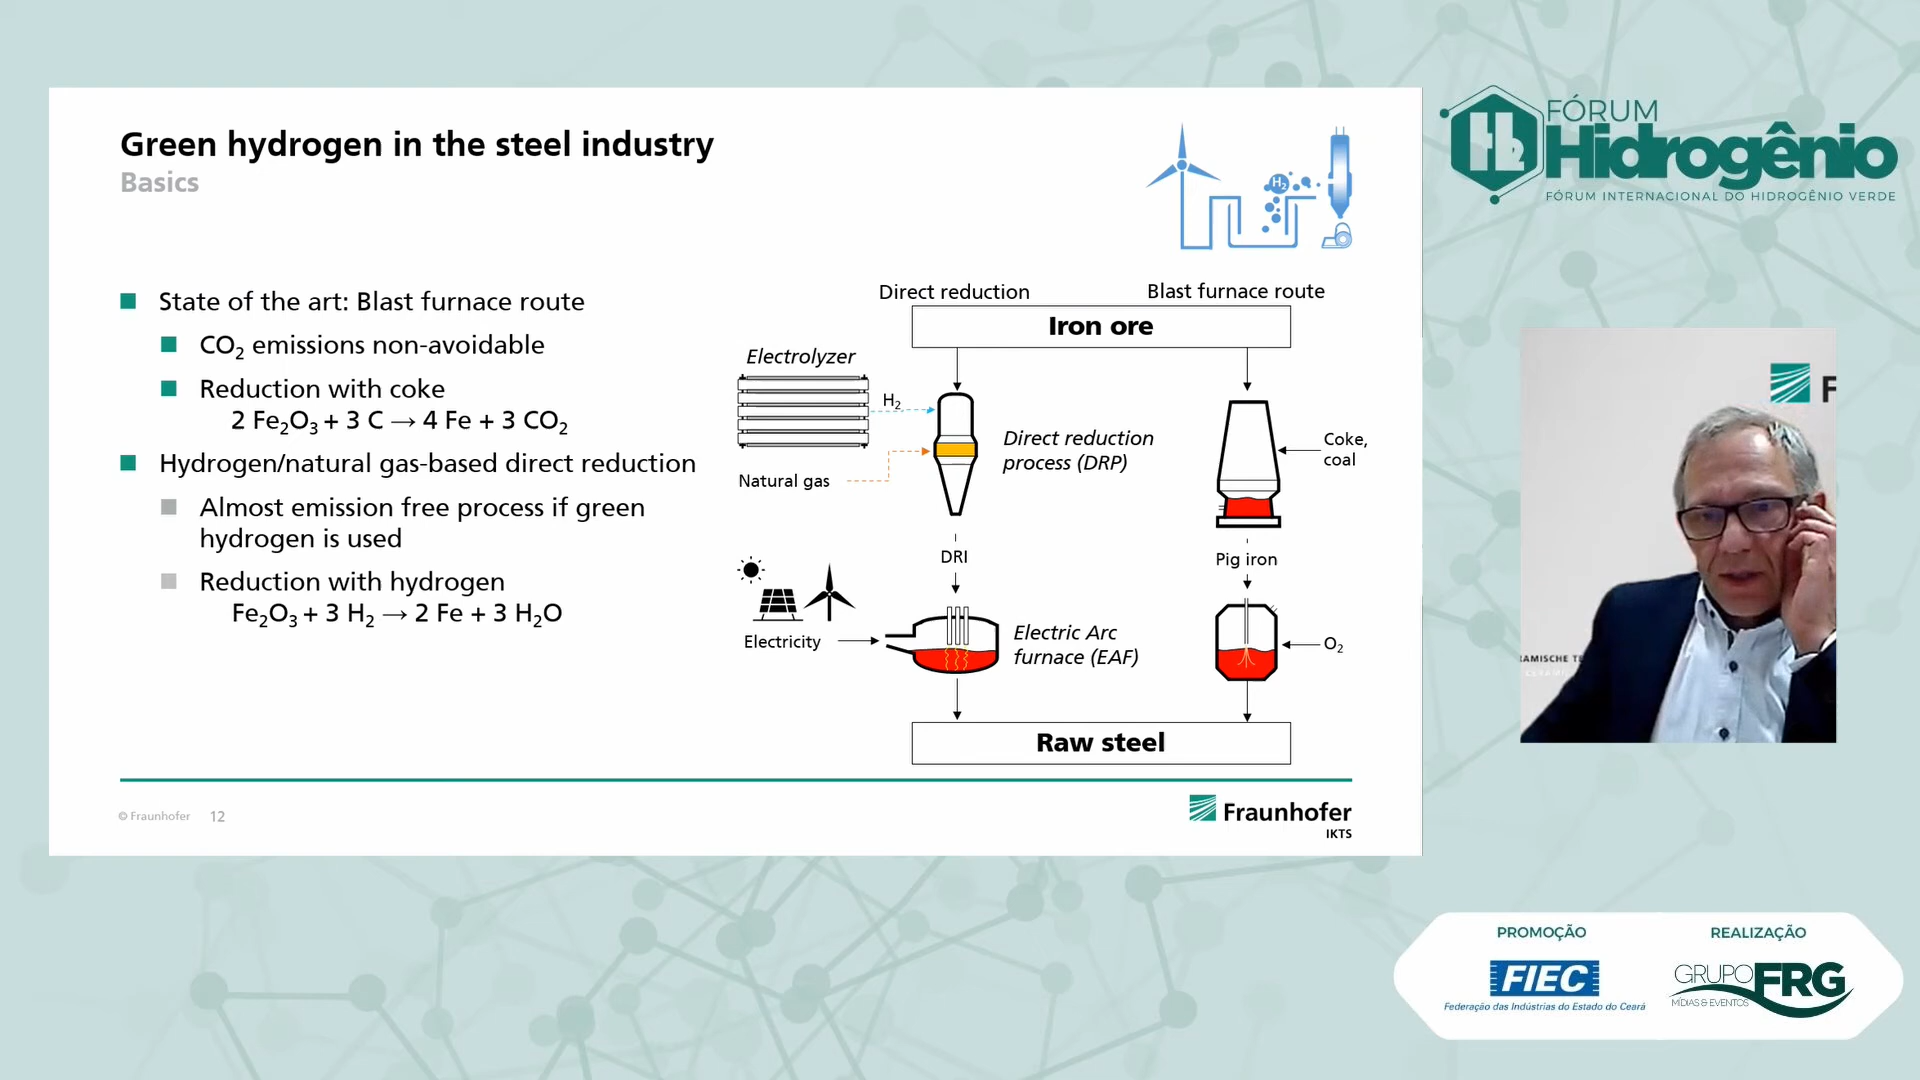 Green hydrogen in the steel industry
Basics
H2
State of the art: Blast furnace route
CO₂ emissions non-avoidable
Reduction with coke
2 Fe₂O₃ + 3 C → 4 Fe + 3 CO₂
Hydrogen/natural gas-based direct reduction
Almost emission free process if green
hydrogen is used
Reduction with hydrogen
Fe₂O₃ + 3 H₂ → 2 Fe + 3 H₂O
Direct reduction
Blast furnace route
Iron ore
Electrolyzer
H₂
Natural gas
Direct reduction
process (DRP)
Coke,
coal
DRI
Pig iron
Electricity
Electric Arc
furnace (EAF)
O₂
Raw steel
© Fraunhofer 12
Fraunhofer
IKTS
H2
FÓRUM
Hidrogênio
FÓRUM INTERNACIONAL DO HIDROGÊNIO VERDE
F
RAMISCHE TE
PROMOÇÃO
FIEC
Federação das Indústrias do Estado do Ceará
REALIZAÇÃO
GRUPO FRG
MÍDIAS & EVENTOS